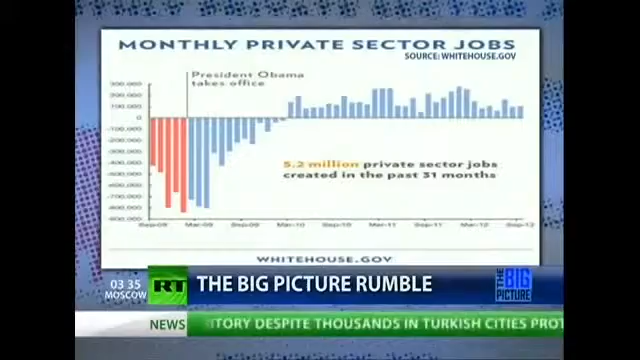 MONTHLY PRIVATE SECTOR JOBS
SOURCE: WHITEHOUSE.GOV
President Obama
takes office
300,000
200,000
100,000
0
-100,000
-200,000
-300,000
-400,000
-500,000
-600,000
-700,000
-800,000
-900,000
5.2 million private sector jobs
created in the past 31 months
Mar-09 Sep-09 Mar-10 Sep-10 Mar-11 Sep-11 Mar-12 Sep-12
WHITEHOUSE.GOV
03 35
MOSCOW
RT
THE BIG PICTURE RUMBLE
THE BIG
PICTURE
NEWS
TORY DESPITE THOUSANDS IN TURKISH CITIES PROT